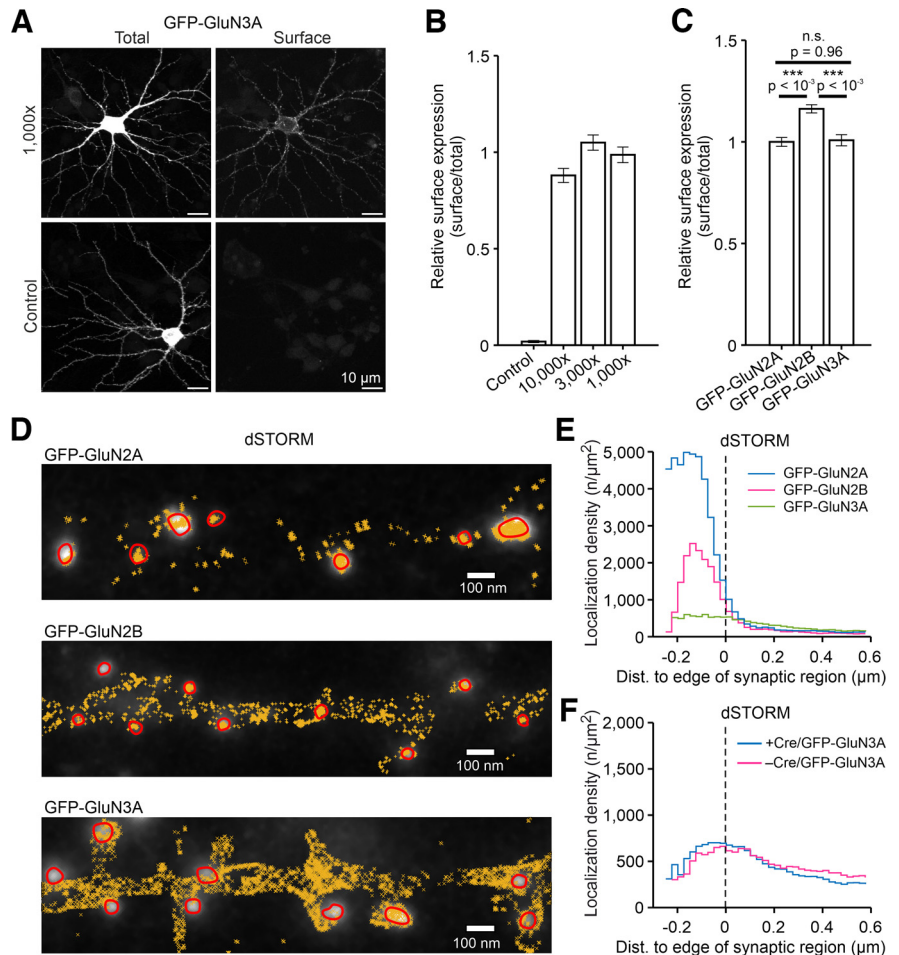 A
GFP-GluN3A
Total
Surface
1,000x
Control
10 µm
B
Relative surface expression
(surface/total)
1.5
1
0.5
0
Control
10,000x
3,000x
1,000x
C
Relative surface expression
(surface/total)
1.5
1.0
0.5
0
n.s.
p = 0.96
*** ***
p < 10⁻³ p < 10⁻³
GFP-GluN2A
GFP-GluN2B
GFP-GluN3A
D
dSTORM
GFP-GluN2A
100 nm
GFP-GluN2B
100 nm
GFP-GluN3A
100 nm
E
dSTORM
Localization density (n/µm²)
5,000
4,000
3,000
2,000
1,000
0
GFP-GluN2A
GFP-GluN2B
GFP-GluN3A
-0.2 0 0.2 0.4 0.6
Dist. to edge of synaptic region (µm)
F
dSTORM
Localization density (n/µm²)
2,000
1,500
1,000
500
0
+Cre/GFP-GluN3A
–Cre/GFP-GluN3A
-0.2 0 0.2 0.4 0.6
Dist. to edge of synaptic region (µm)